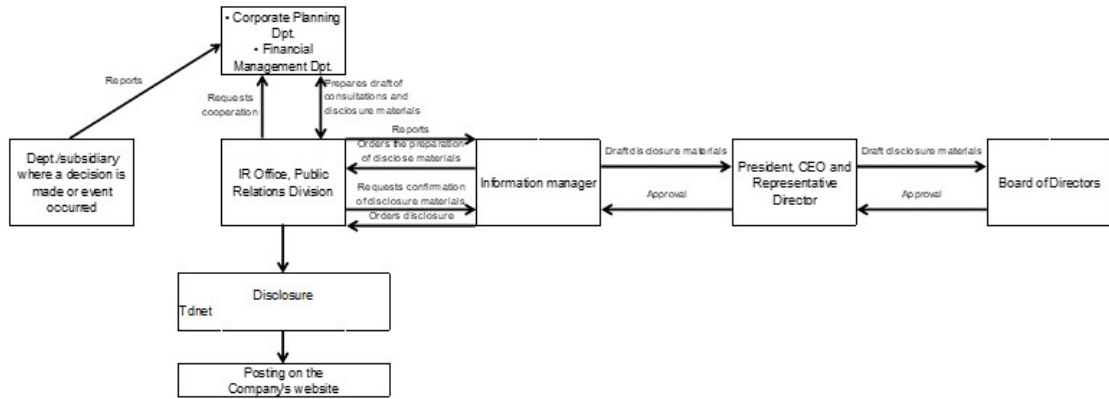 • Corporate Planning
Dpt.
• Financial
Management Dpt.
Reports
Requests
cooperation
Prepares draft of
consultations and
disclosure materials
Dept./subsidiary
where a decision is
made or event
occurred
IR Office, Public
Relations Division
Reports
Orders the preparation
of disclose materials
Requests confirmation
of disclosure materials
Orders disclosure
Information manager
Draft disclosure materials
Approval
President, CEO and
Representative
Director
Draft disclosure materials
Approval
Board of Directors
Disclosure
Tdnet
Posting on the
Company's website